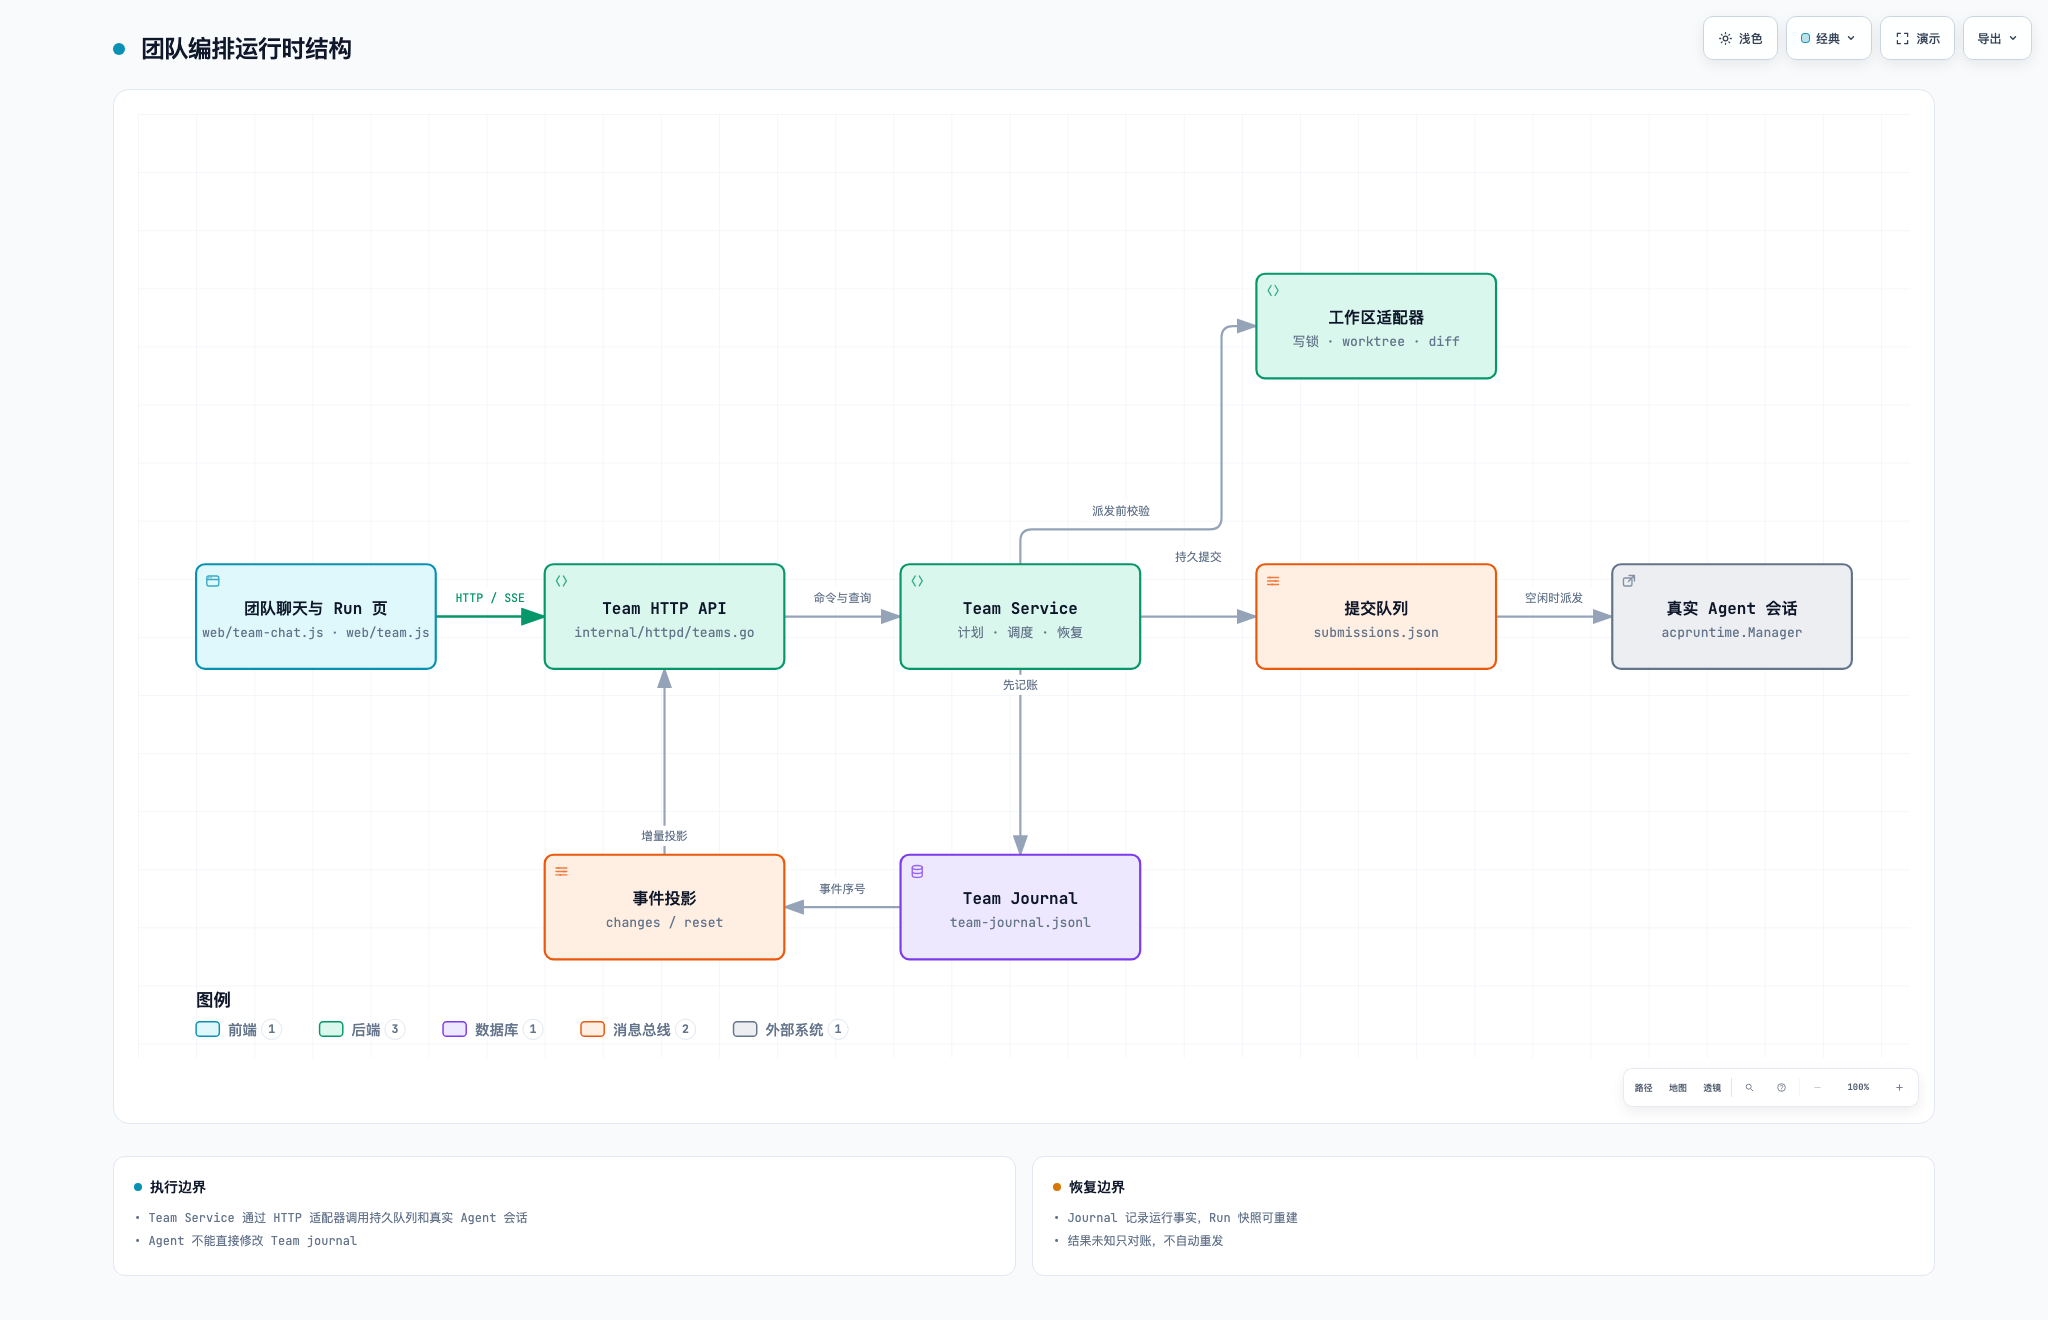 团队编排运行时结构
浅色
经典
演示
导出
工作区适配器
写锁 · worktree · diff
派发前校验
持久提交
团队聊天与 Run 页
web/team-chat.js · web/team.js
HTTP / SSE
Team HTTP API
internal/httpd/teams.go
命令与查询
Team Service
计划 · 调度 · 恢复
提交队列
submissions.json
空闲时派发
真实 Agent 会话
acpruntime.Manager
先记账
增量投影
事件投影
changes / reset
事件序号
Team Journal
team-journal.jsonl
图例
前端 1
后端 3
数据库 1
消息总线 2
外部系统 1
路径
地图
透镜
100%
执行边界
• Team Service 通过 HTTP 适配器调用持久队列和真实 Agent 会话
• Agent 不能直接修改 Team journal
恢复边界
• Journal 记录运行事实，Run 快照可重建
• 结果未知只对账，不自动重发